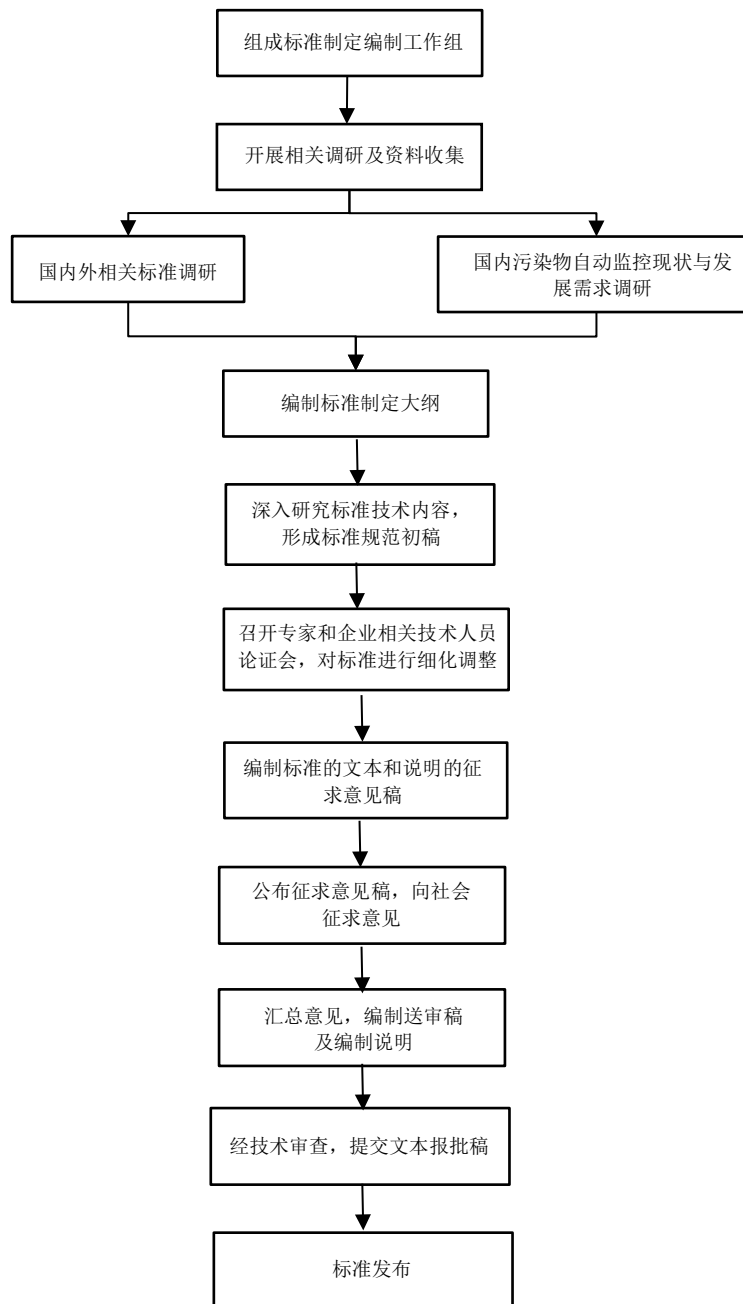 组成标准制定编制工作组
开展相关调研及资料收集
国内外相关标准调研
国内污染物自动监控现状与发
展需求调研
编制标准制定大纲
深入研究标准技术内容，
形成标准规范初稿
召开专家和企业相关技术人员
论证会，对标准进行细化调整
编制标准的文本和说明的征
求意见稿
公布征求意见稿，向社会
征求意见
汇总意见，编制送审稿
及编制说明
经技术审查，提交文本报批稿
标准发布